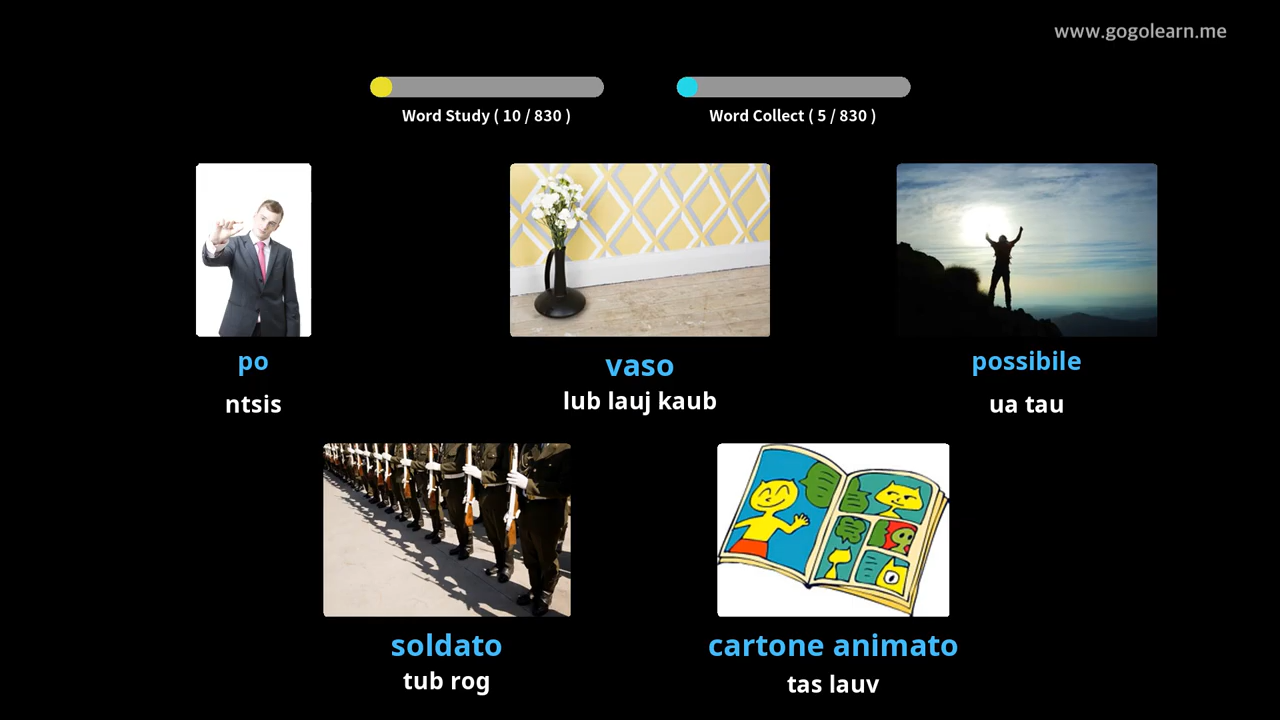 www.gogolearn.me
Word Study ( 10 / 830 )
Word Collect ( 5 / 830 )
po
ntsis
vaso
lub lauj kaub
possibile
ua tau
soldato
tub rog
cartone animato
tas lauv